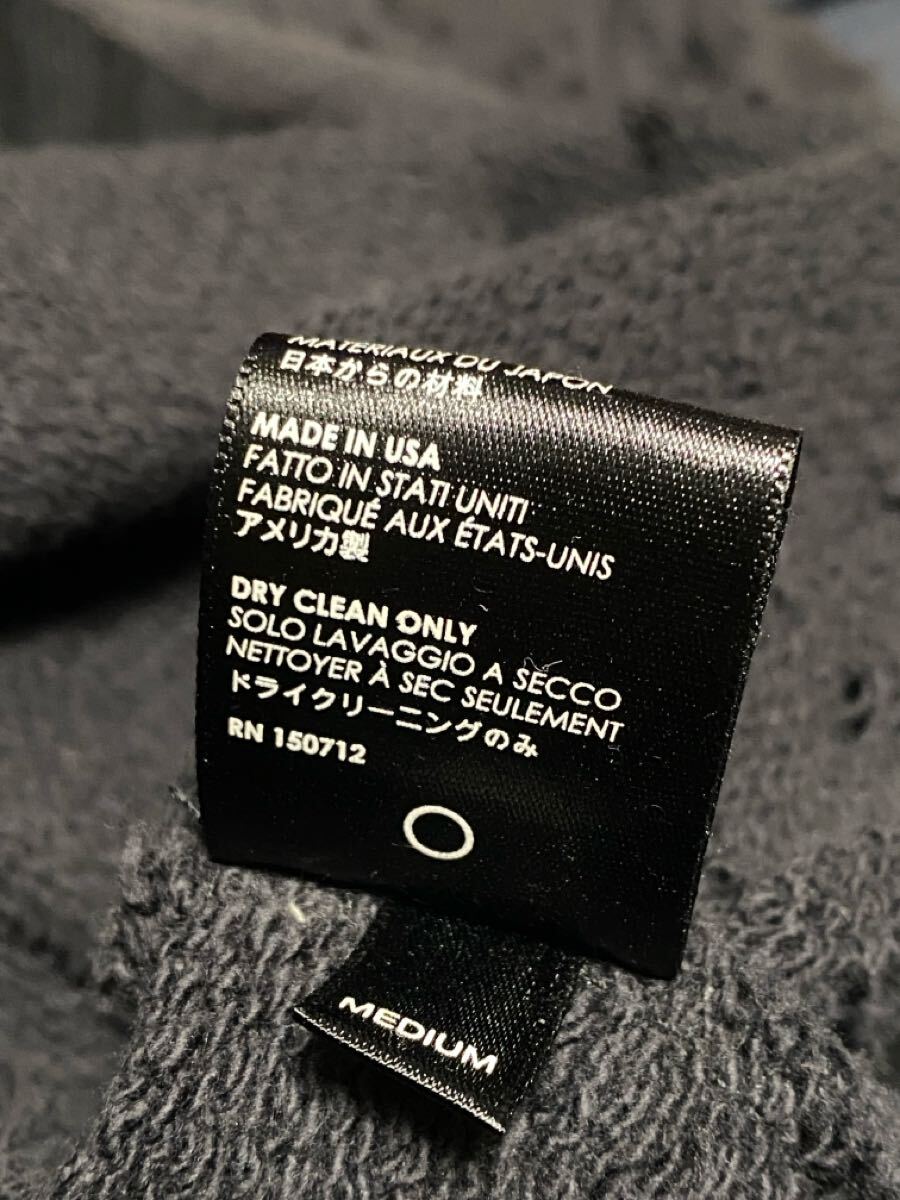 MATERIAUX DU JAPON
日本からの材料
MADE IN USA
FATTO IN STATI UNITI
FABRIQUÉ AUX ÉTATS-UNIS
アメリカ製
DRY CLEAN ONLY
SOLO LAVAGGIO A SECCO
NETTOYER À SEC SEULEMENT
ドライクリーニングのみ
RN 150712
MEDIUM